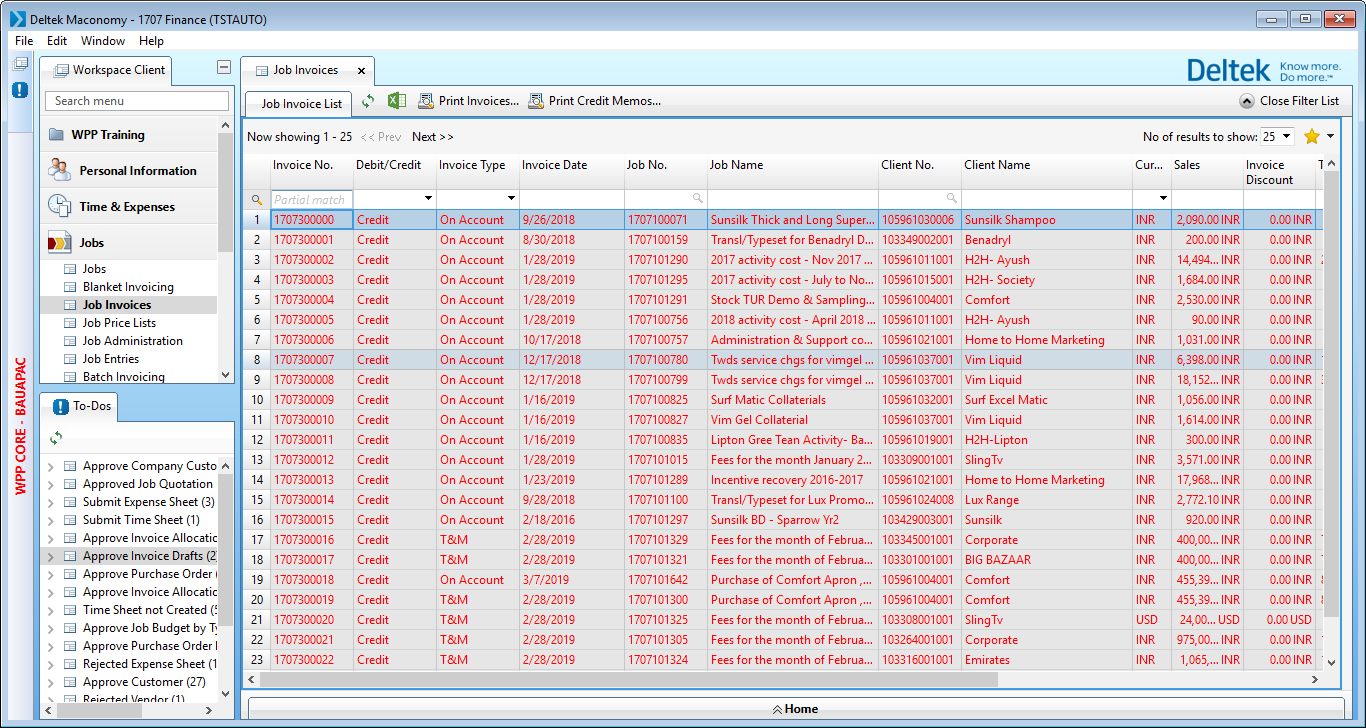 Deltek Maconomy - 1707 Finance (TSTAUTO)
File Edit Window Help
Workspace Client
Search menu
WPP Training
Personal Information
Time & Expenses
Jobs
Jobs
Blanket Invoicing
Job Invoices
Job Price Lists
Job Administration
Job Entries
Batch Invoicing
WPP CORE - BAUAPAC
To-Dos
Approve Company Custo
Approved Job Quotation
Submit Expense Sheet (3)
Submit Time Sheet (1)
Approve Invoice Allocatic
Approve Invoice Drafts (2
Approve Purchase Order (
Approve Invoice Allocatic
Time Sheet not Created (5
Approve Job Budget by Ty
Approve Purchase Order I
Rejected Expense Sheet (1
Approve Customer (27)
Rejected Vendor (1)
Job Invoices
Deltek Know more. Do more.™
Job Invoice List Print Invoices... Print Credit Memos... Close Filter List
Now showing 1 - 25 << Prev Next >> No of results to show: 25
Invoice No. Debit/Credit Invoice Type Invoice Date Job No. Job Name Client No. Client Name Cur... Sales Invoice Discount T
Partial match
1 1707300000 Credit On Account 9/26/2018 1707100071 Sunsilk Thick and Long Super... 105961030006 Sunsilk Shampoo INR 2,090.00 INR 0.00 INR
2 1707300001 Credit On Account 8/30/2018 1707100159 Transl/Typeset for Benadryl D... 103349002001 Benadryl INR 200.00 INR 0.00 INR
3 1707300002 Credit On Account 1/28/2019 1707101290 2017 activity cost - Nov 2017 ... 105961011001 H2H- Ayush INR 14,494... INR 0.00 INR
4 1707300003 Credit On Account 1/28/2019 1707101295 2017 activity cost - July to No... 105961015001 H2H- Society INR 1,684.00 INR 0.00 INR
5 1707300004 Credit On Account 1/28/2019 1707101291 Stock TUR Demo & Sampling... 105961004001 Comfort INR 2,530.00 INR 0.00 INR
6 1707300005 Credit On Account 1/28/2019 1707100756 2018 activity cost - April 2018 ... 105961011001 H2H- Ayush INR 90.00 INR 0.00 INR
7 1707300006 Credit On Account 10/17/2018 1707100757 Administration & Support co... 105961021001 Home to Home Marketing INR 1,031.00 INR 0.00 INR
8 1707300007 Credit On Account 12/17/2018 1707100780 Twds service chgs for vimgel ... 105961037001 Vim Liquid INR 6,398.00 INR 0.00 INR
9 1707300008 Credit On Account 12/17/2018 1707100799 Twds service chgs for vimgel ... 105961037001 Vim Liquid INR 18,152... INR 0.00 INR
10 1707300009 Credit On Account 1/16/2019 1707100825 Surf Matic Collaterials 105961032001 Surf Excel Matic INR 1,056.00 INR 0.00 INR
11 1707300010 Credit On Account 1/16/2019 1707100827 Vim Gel Collaterial 105961037001 Vim Liquid INR 1,614.00 INR 0.00 INR
12 1707300011 Credit On Account 1/16/2019 1707100835 Lipton Gree Tean Activity- Ba... 105961019001 H2H-Lipton INR 300.00 INR 0.00 INR
13 1707300012 Credit On Account 1/28/2019 1707101015 Fees for the month January 2... 103309001001 SlingTv INR 3,571.00 INR 0.00 INR
14 1707300013 Credit On Account 1/23/2019 1707101289 Incentive recovery 2016-2017 105961021001 Home to Home Marketing INR 17,968... INR 0.00 INR
15 1707300014 Credit On Account 9/28/2018 1707101100 Transl/Typeset for Lux Promo... 105961024008 Lux Range INR 2,772.10 INR 0.00 INR
16 1707300015 Credit On Account 2/18/2016 1707101297 Sunsilk BD - Sparrow Yr2 103429003001 Sunsilk INR 920.00 INR 0.00 INR
17 1707300016 Credit T&M 2/28/2019 1707101329 Fees for the month of Februa... 103345001001 Corporate INR 400,00... INR 0.00 INR
18 1707300017 Credit T&M 2/28/2019 1707101321 Fees for the month of Februa... 103301001001 BIG BAZAAR INR 400,00... INR 0.00 INR
19 1707300018 Credit On Account 3/7/2019 1707101642 Purchase of Comfort Apron ,... 105961004001 Comfort INR 455,39... INR 0.00 INR
20 1707300019 Credit T&M 2/28/2019 1707101300 Purchase of Comfort Apron ,... 105961004001 Comfort INR 455,39... INR 0.00 INR
21 1707300020 Credit T&M 2/28/2019 1707101325 Fees for the month of Februa... 103308001001 SlingTv USD 24,00... USD 0.00 USD
22 1707300021 Credit T&M 2/28/2019 1707101305 Fees for the month of Februa... 103264001001 Corporate INR 975,00... INR 0.00 INR
23 1707300022 Credit T&M 2/28/2019 1707101324 Fees for the month of Februa... 103316001001 Emirates INR 1,065,... INR 0.00 INR
Home